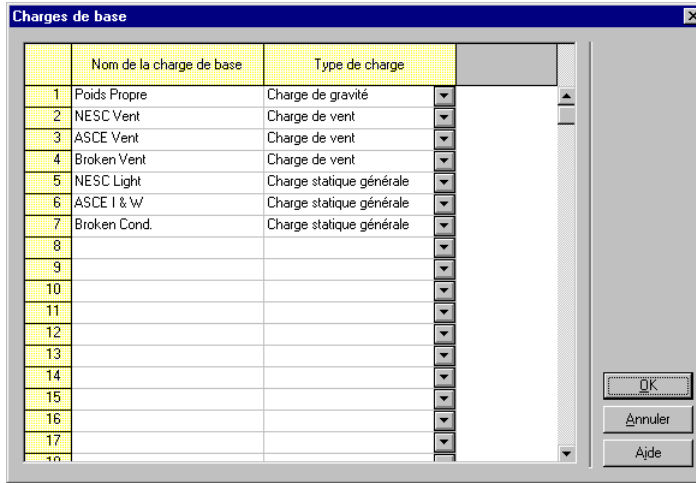 Charges de base
Nom de la charge de base Type de charge
1 Poids Propre Charge de gravité
2 NESC Vent Charge de vent
3 ASCE Vent Charge de vent
4 Broken Vent Charge de vent
5 NESC Light Charge statique générale
6 ASCE I & W Charge statique générale
7 Broken Cond. Charge statique générale
8
9
10
11
12
13
14
15
16
17
18
OK
Annuler
Aide